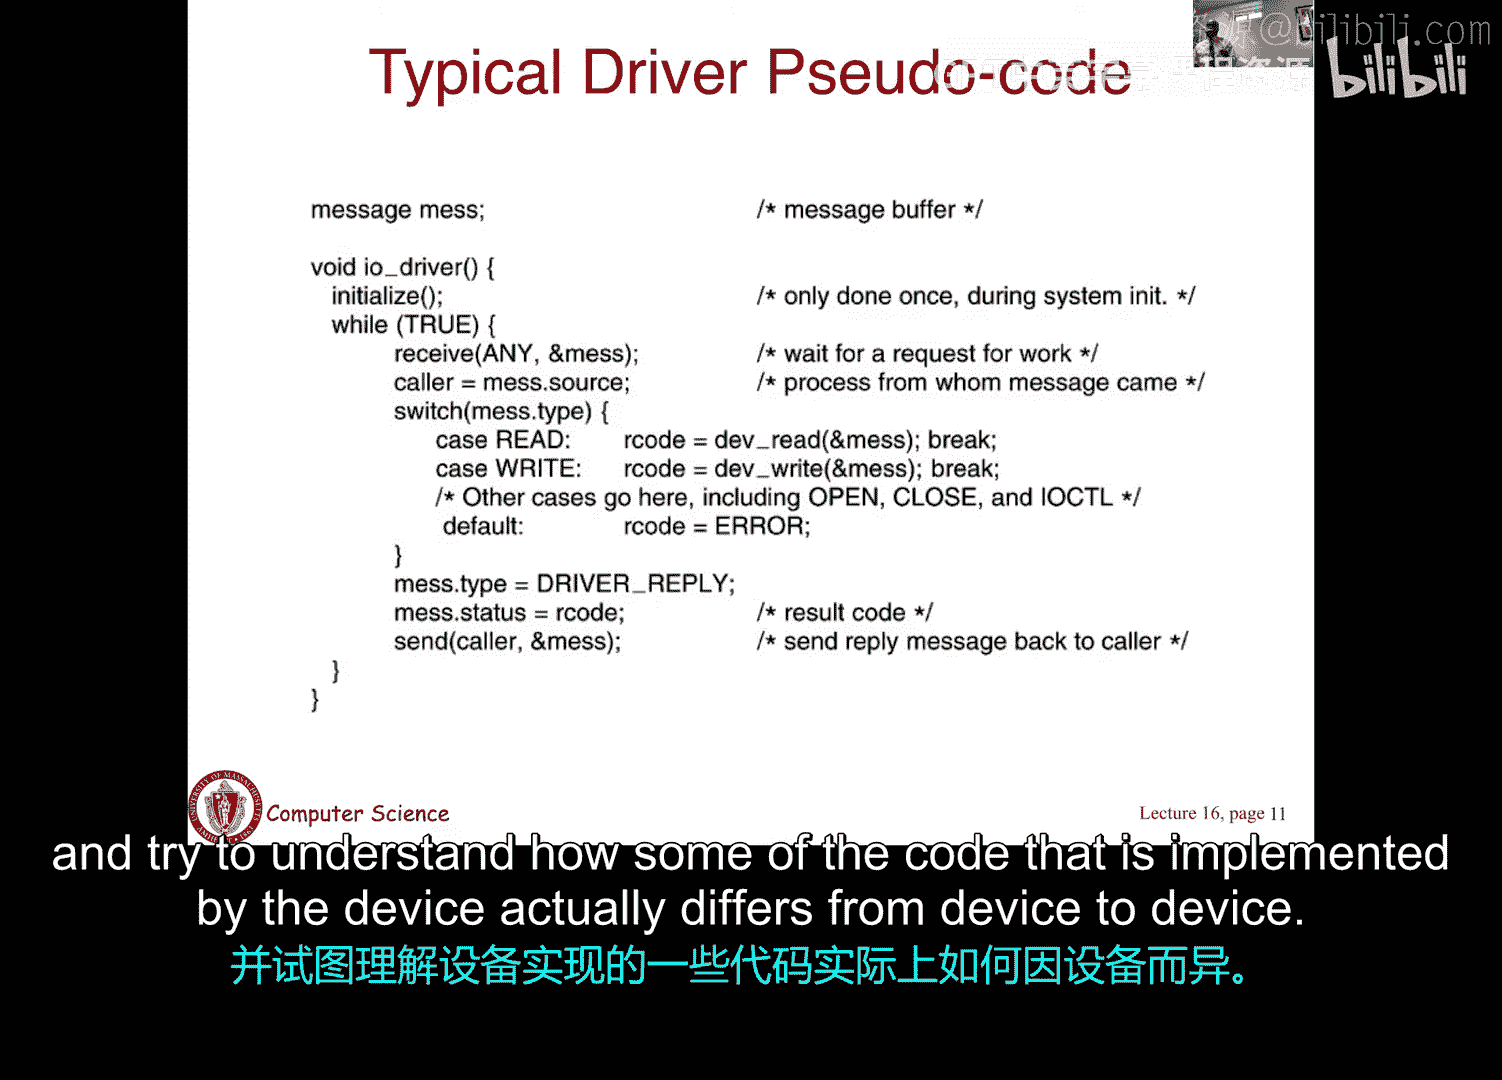 Typical Driver Pseudo-code
源@bilibili.com
bilibili
message mess; /* message buffer */
void io_driver() {
initialize(); /* only done once, during system init. */
while (TRUE) {
receive(ANY, &mess); /* wait for a request for work */
caller = mess.source; /* process from whom message came */
switch(mess.type) {
case READ: rcode = dev_read(&mess); break;
case WRITE: rcode = dev_write(&mess); break;
/* Other cases go here, including OPEN, CLOSE, and IOCTL */
default: rcode = ERROR;
}
mess.type = DRIVER_REPLY;
mess.status = rcode; /* result code */
send(caller, &mess); /* send reply message back to caller */
}
}
Computer Science
Lecture 16, page 11
and try to understand how some of the code that is implemented
by the device actually differs from device to device.
并试图理解设备实现的一些代码实际上如何因设备而异。